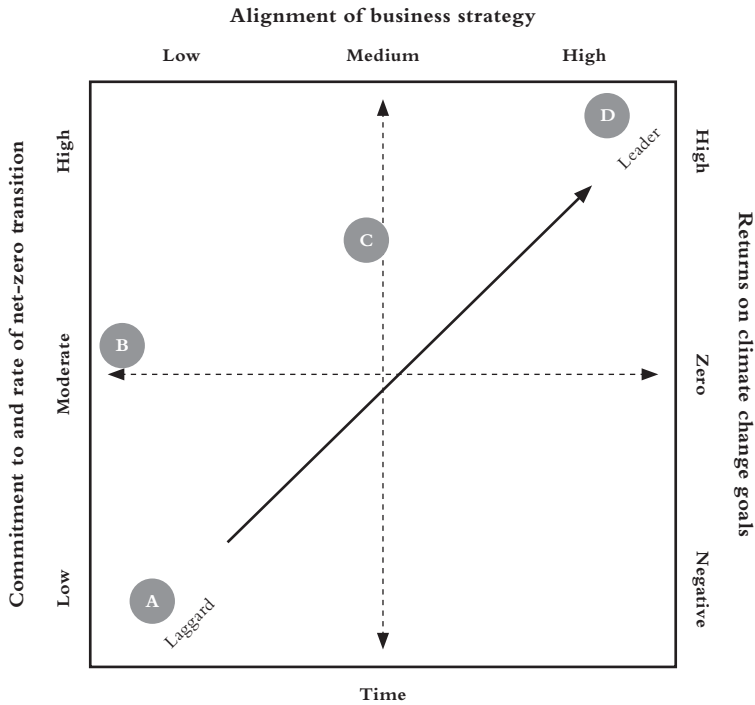 Alignment of business strategy
Low Medium High
Commitment to and rate of net-zero transition
High
Moderate
Low
D
Leader
C
B
A
Laggard
High
Zero
Negative
Returns on climate change goals
Time